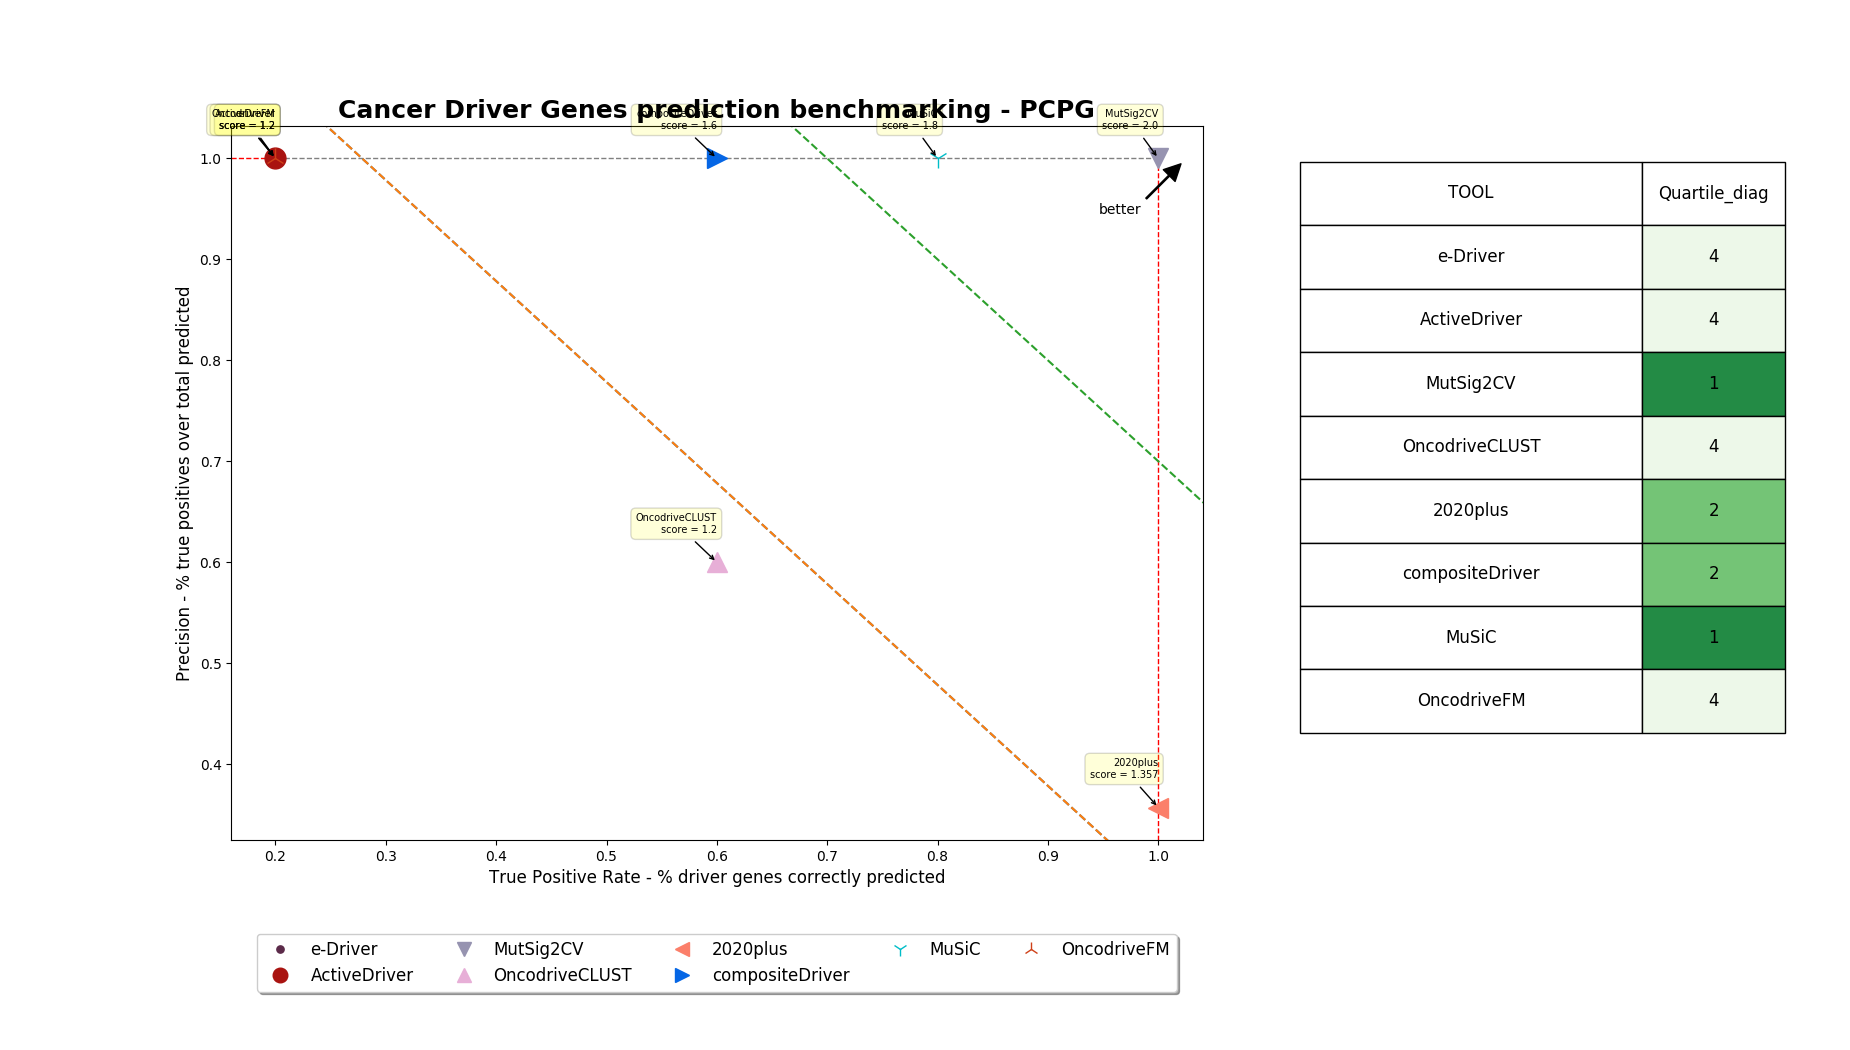 Cancer Driver Genes prediction benchmarking - PCPG
score = 1.2
score = 1.6
score = 1.8
MutSig2CV
score = 2.0
better
OncodriveCLUST
score = 1.2
2020plus
score = 1.357
1.0
0.9
0.8
0.7
0.6
0.5
0.4
Precision - % true positives over total predicted
0.2 0.3 0.4 0.5 0.6 0.7 0.8 0.9 1.0
True Positive Rate - % driver genes correctly predicted
e-Driver MutSig2CV 2020plus MuSiC OncodriveFM
ActiveDriver OncodriveCLUST compositeDriver
TOOL Quartile_diag
e-Driver 4
ActiveDriver 4
MutSig2CV 1
OncodriveCLUST 4
2020plus 2
compositeDriver 2
MuSiC 1
OncodriveFM 4